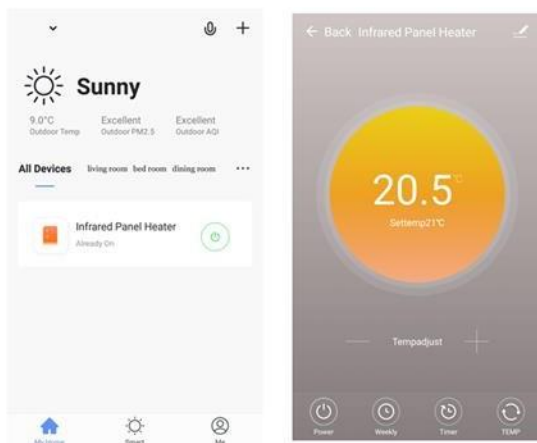 Sunny
9.0°C Excellent Excellent
Outdoor Temp Outdoor PM2.5 Outdoor AQI
All Devices living room bed room dining room
Infrared Panel Heater
Already On
My Home Smart Me
Back Infrared Panel Heater
20.5°C
Settemp21°C
Tempadjust
Power Weekly Timer TEMP